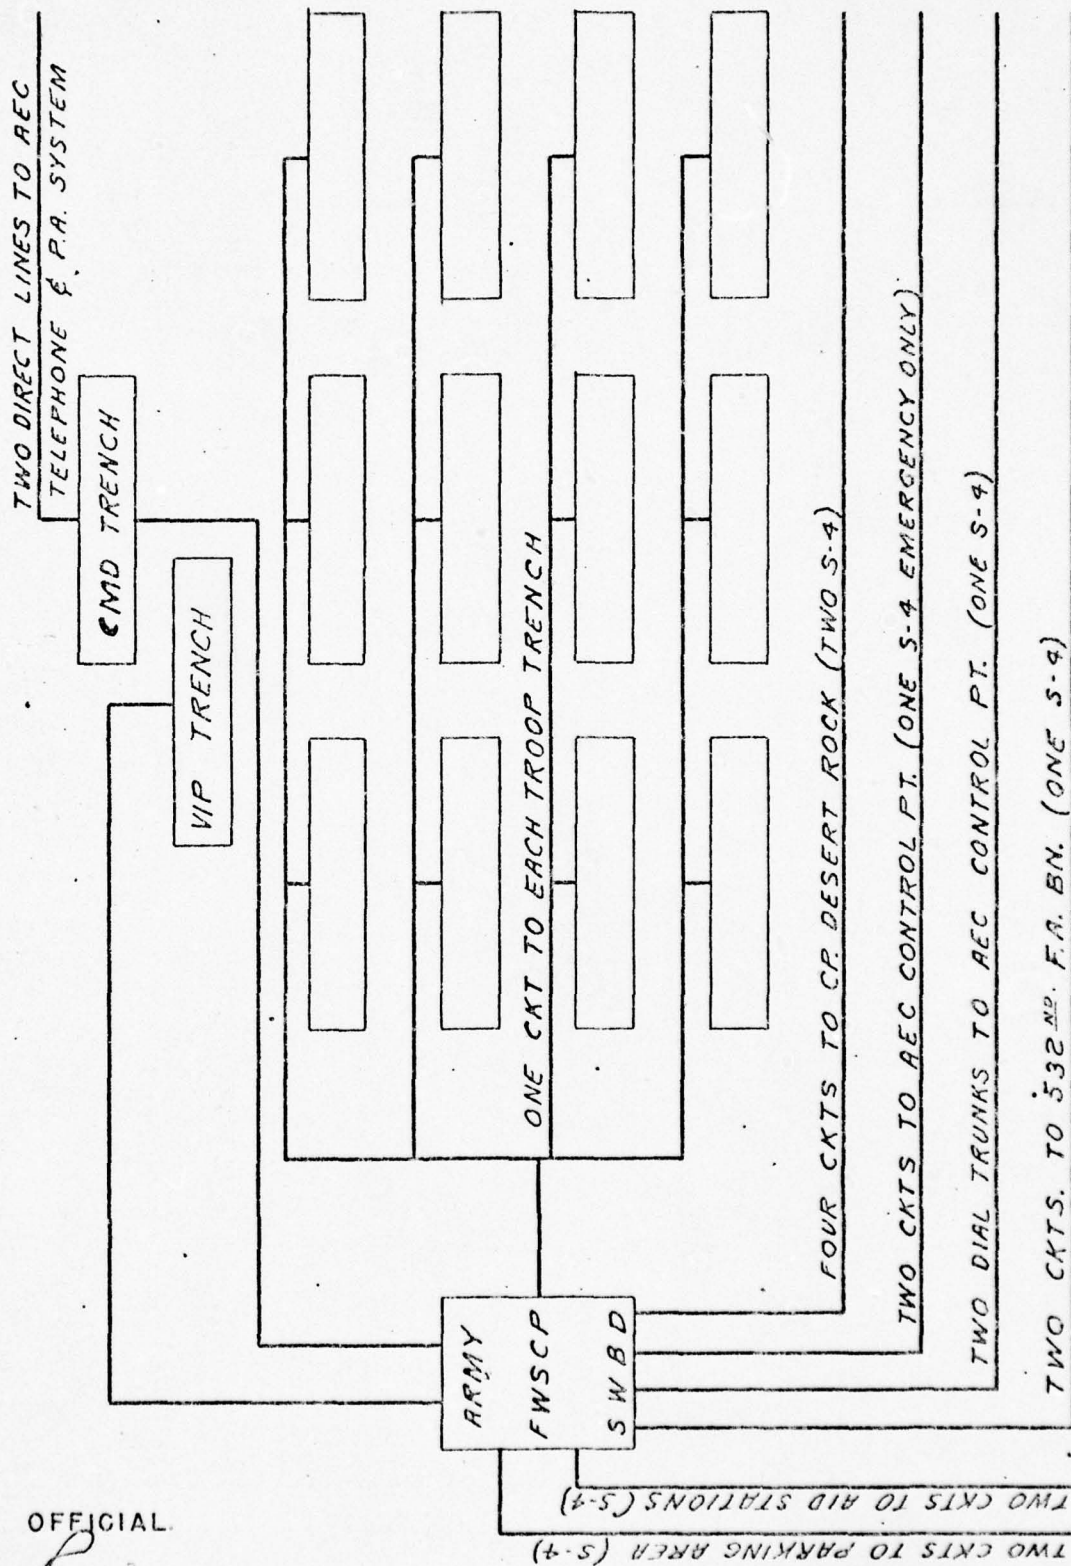 TWO DIRECT LINES TO AEC
TELEPHONE & P.A. SYSTEM
CMD TRENCH
VIP TRENCH
ONE CKT TO EACH TROOP TRENCH
ARMY
FWSCP
SWBD
FOUR CKTS TO CP. DESERT ROCK (TWO S-4)
TWO CKTS TO AEC CONTROL PT. (ONE S-4 EMERGENCY ONLY)
TWO DIAL TRUNKS TO AEC CONTROL PT. (ONE S-4)
TWO CKTS. TO 532ND. F.A. BN. (ONE S-4)
TWO CKTS TO AID STATIONS (S-4)
TWO CKTS TO PARKING AREA (S-4)
OFFICIAL